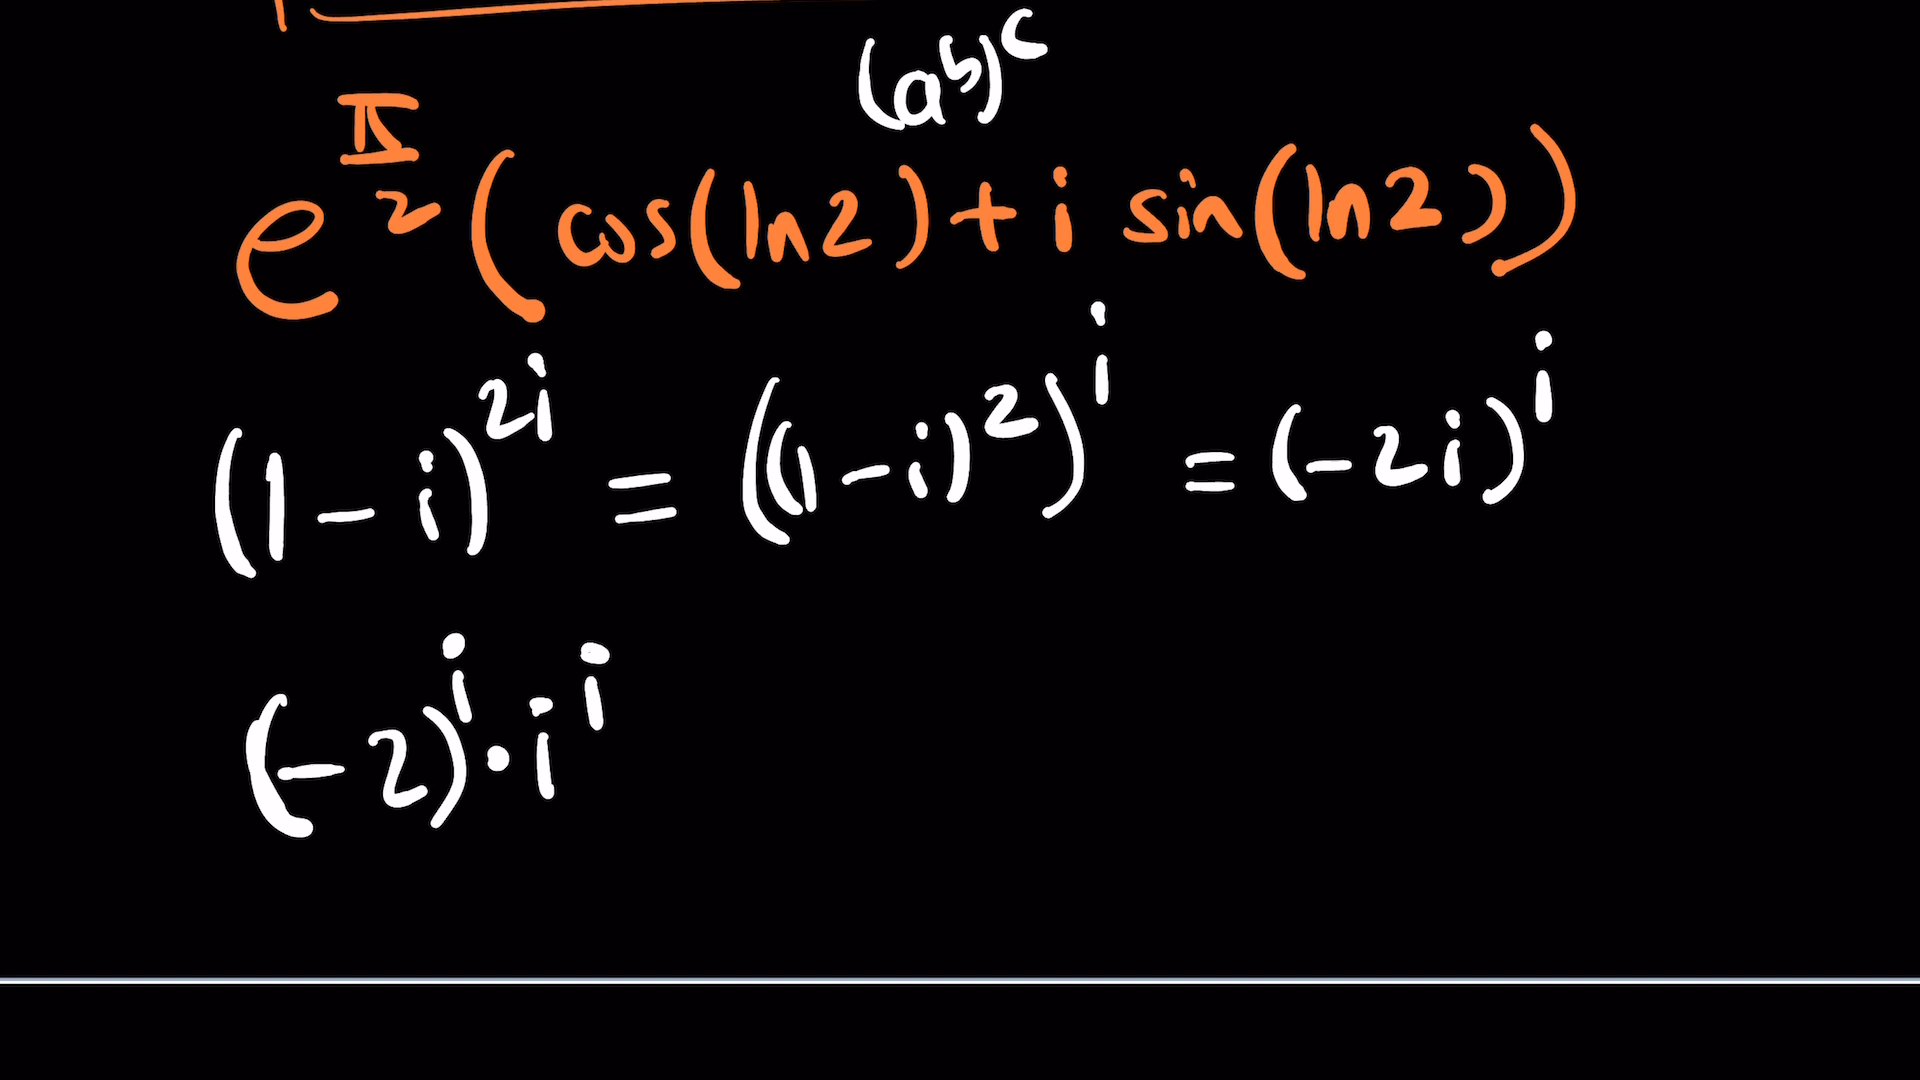 (a^b)^c
e^(π/2) (cos(ln2) + i sin(ln2))
(1 - i)^(2i) = ((1 - i)^2)^i = (-2i)^i
(-2)^i · i^i